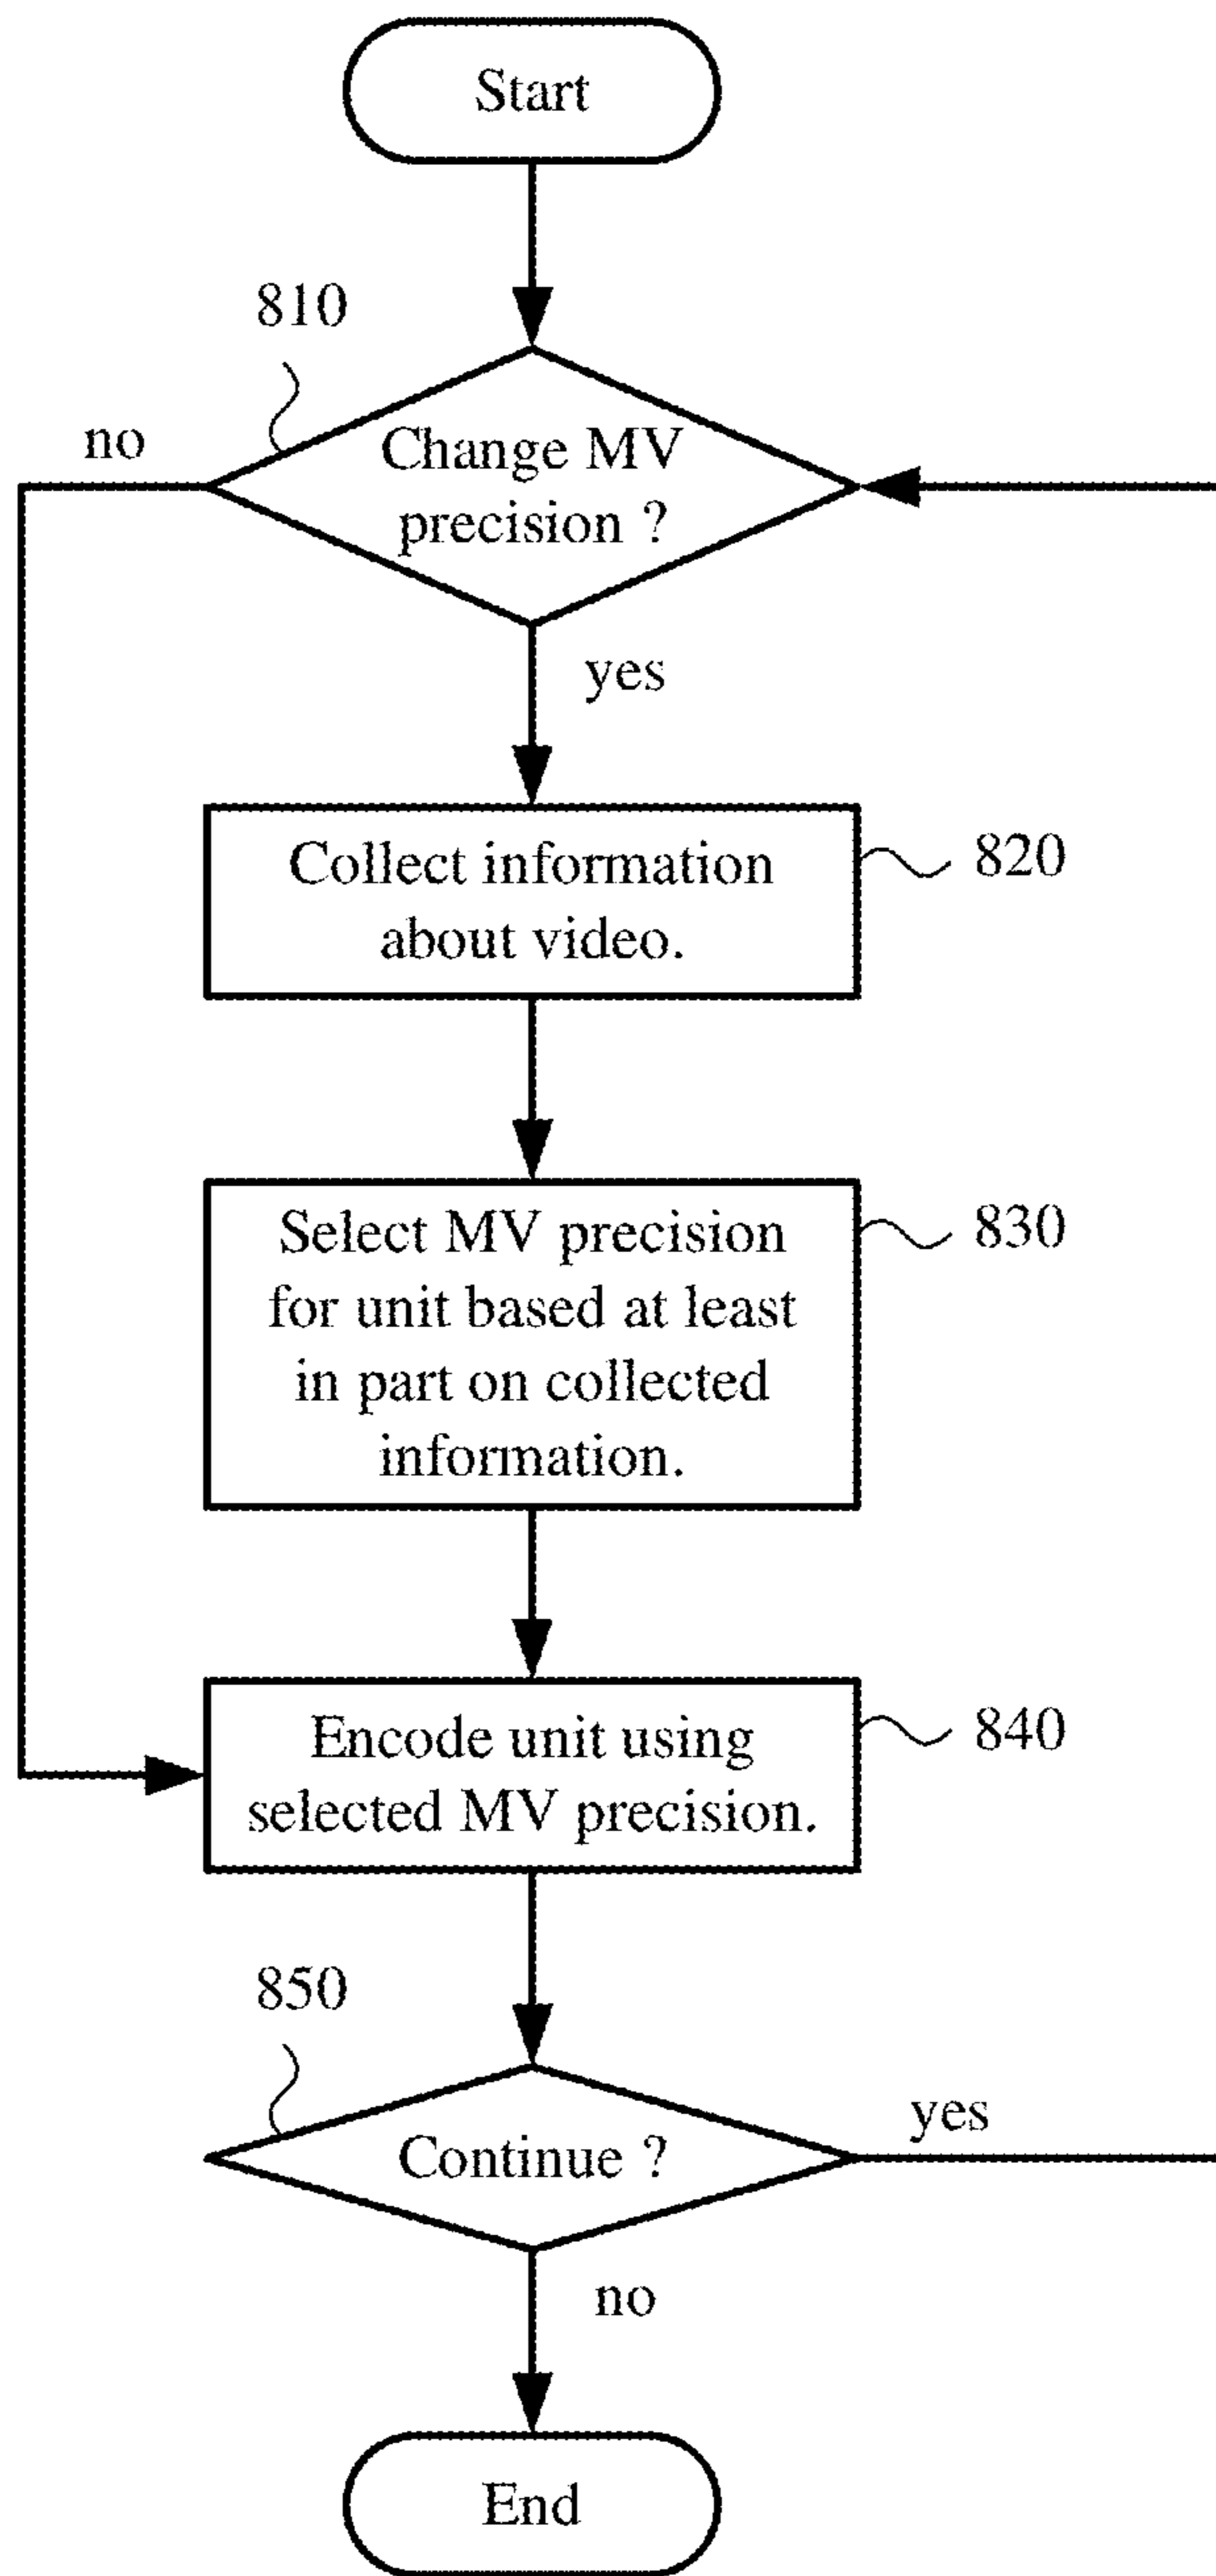 Start
810
no
Change MV
precision ?
yes
Collect information
about video.
820
Select MV precision
for unit based at least
in part on collected
information.
830
Encode unit using
selected MV precision.
840
850
Continue ?
yes
no
End